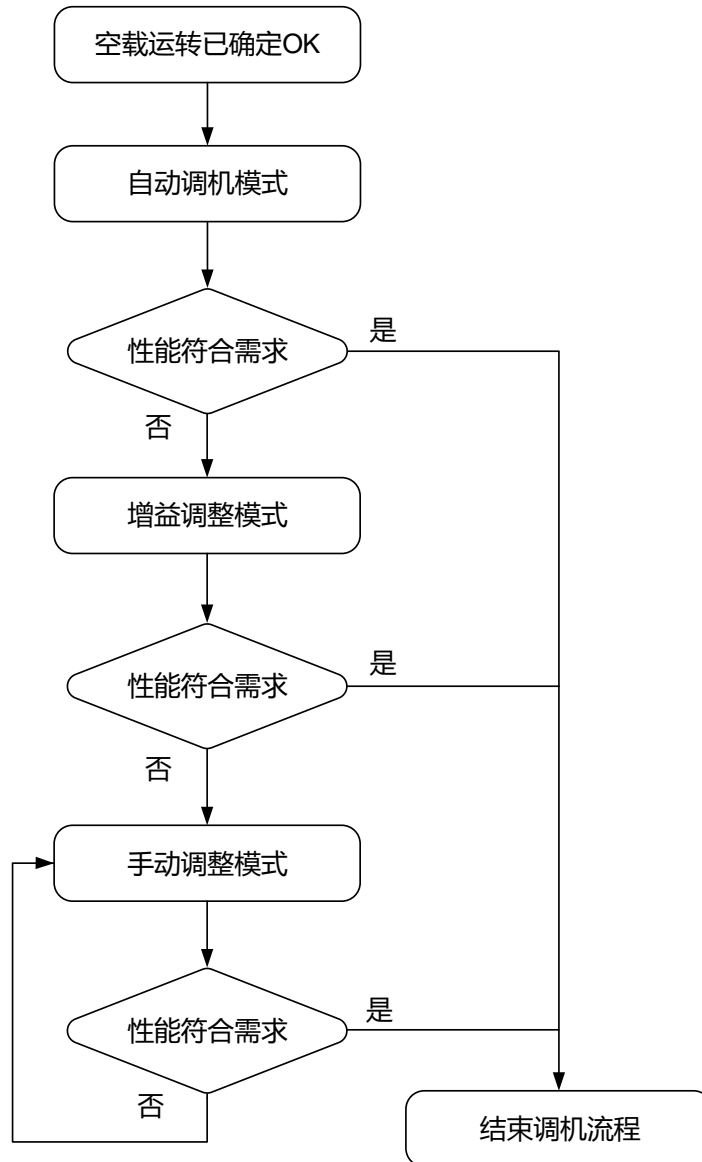 空载运转已确定OK
自动调机模式
性能符合需求
是
否
增益调整模式
性能符合需求
是
否
手动调整模式
性能符合需求
是
否
结束调机流程